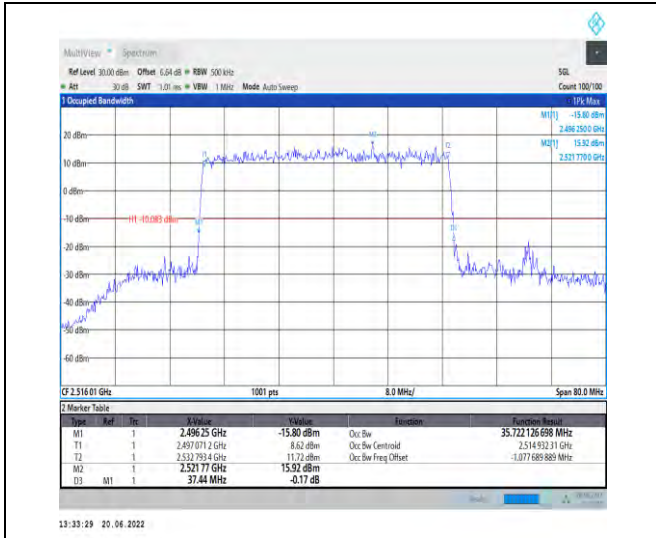 MultiView Spectrum
Ref Level 30.00 dBm Offset 6.64 dB RBW 500 kHz SGL
Att 30 dB SWT 1.01 ms VBW 1 MHz Mode Auto Sweep Count 100/100
1 Occupied Bandwidth 1Pk Max
M1[1] -15.80 dBm
2.496 2500 GHz
M2[1] 15.92 dBm
2.521 7700 GHz
20 dBm
10 dBm
0 dBm
-10 dBm H1 -10.083 dBm
-20 dBm
-30 dBm
-40 dBm
-50 dBm
-60 dBm
M1
T1
M2
T2
D3
CF 2.516 01 GHz 1001 pts 8.0 MHz/ Span 80.0 MHz
2 Marker Table
Type Ref Trc X-Value Y-Value Function Function Result
M1 1 2.496 25 GHz -15.80 dBm Occ Bw 35.722 126 698 MHz
T1 1 2.497 071 2 GHz 8.62 dBm Occ Bw Centroid 2.514 932 31 GHz
T2 1 2.532 793 4 GHz 11.72 dBm Occ Bw Freq Offset -1.077 689 889 MHz
M2 1 2.521 77 GHz 15.92 dBm
D3 M1 1 37.44 MHz -0.17 dB
13:33:29 20.06.2022